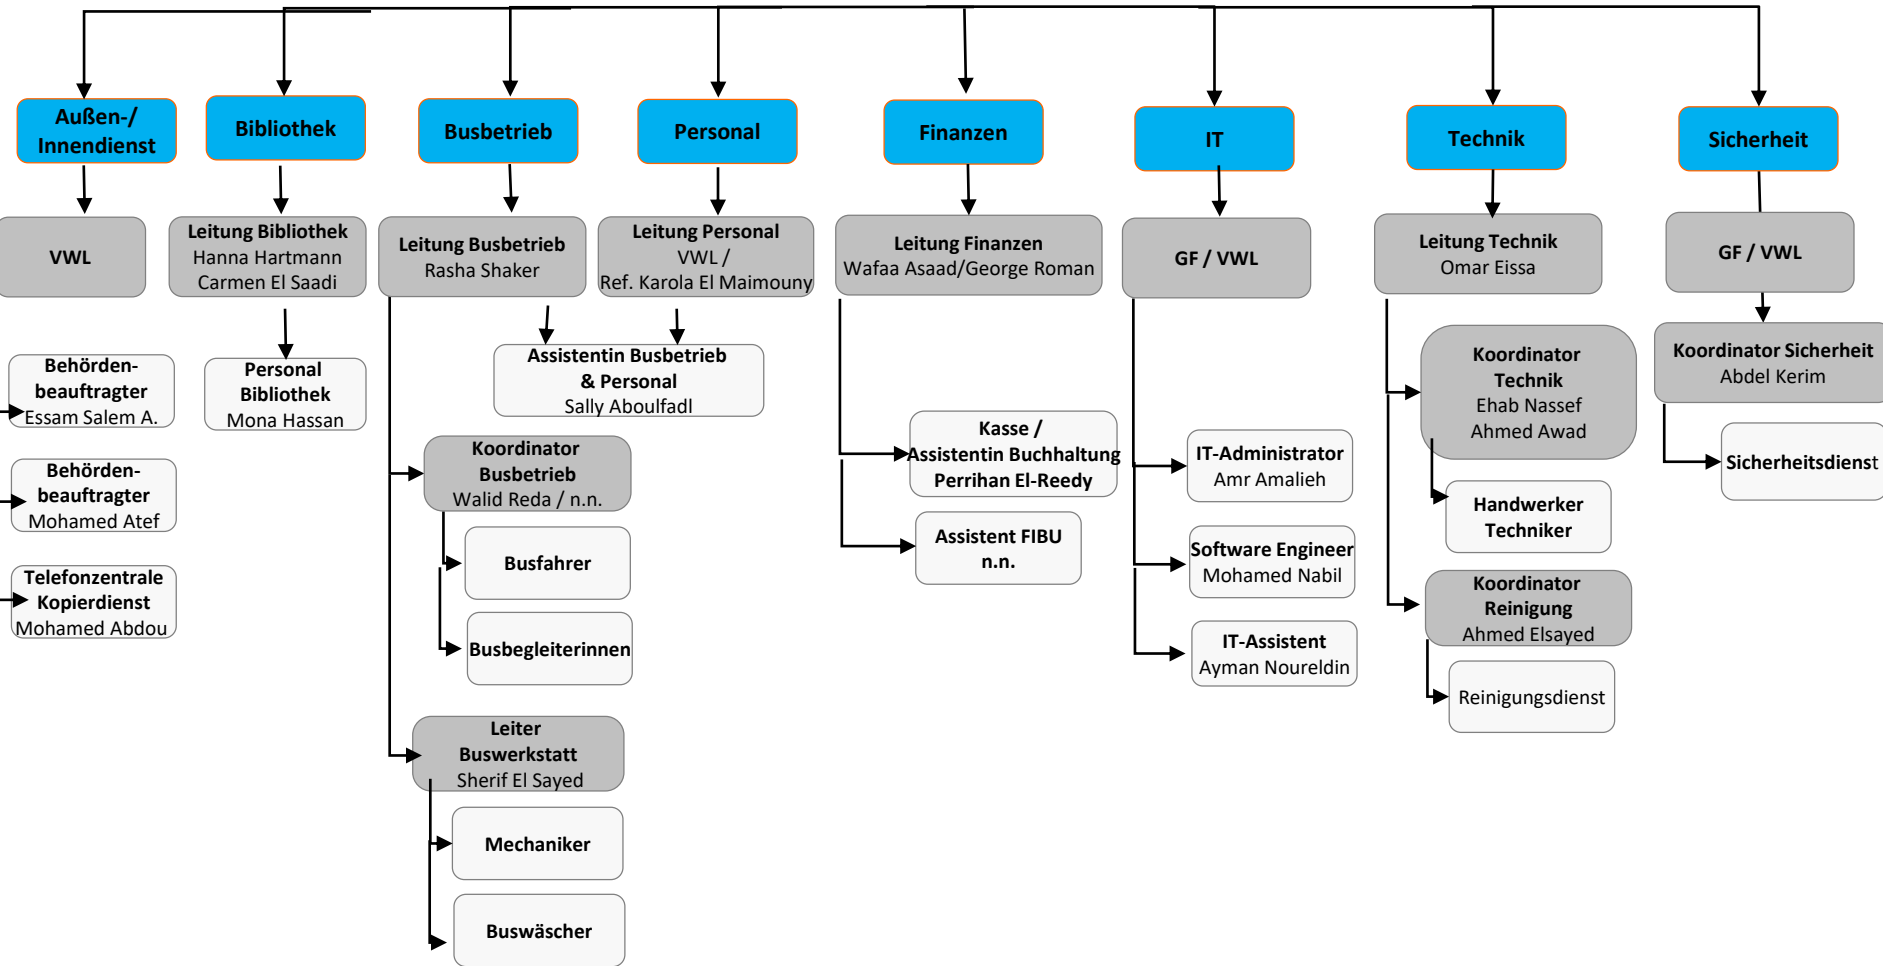 Außen-/
Innendienst
Bibliothek
Busbetrieb
Personal
Finanzen
IT
Technik
Sicherheit
VWL
Leitung Bibliothek
Hanna Hartmann
Carmen El Saadi
Leitung Busbetrieb
Rasha Shaker
Leitung Personal
VWL /
Ref. Karola El Maimouny
Leitung Finanzen
Wafaa Asaad/George Roman
GF / VWL
Leitung Technik
Omar Eissa
GF / VWL
Behörden-
beauftragter
Essam Salem A.
Behörden-
beauftragter
Mohamed Atef
Telefonzentrale
Kopierdienst
Mohamed Abdou
Personal
Bibliothek
Mona Hassan
Assistentin Busbetrieb
& Personal
Sally Aboulfadl
Koordinator
Busbetrieb
Walid Reda / n.n.
Busfahrer
Busbegleiterinnen
Leiter
Buswerkstatt
Sherif El Sayed
Mechaniker
Buswäscher
Kasse /
Assistentin Buchhaltung
Perrihan El-Reedy
Assistent FIBU
n.n.
IT-Administrator
Amr Amalieh
Software Engineer
Mohamed Nabil
IT-Assistent
Ayman Noureldin
Koordinator
Technik
Ehab Nassef
Ahmed Awad
Handwerker
Techniker
Koordinator
Reinigung
Ahmed Elsayed
Reinigungsdienst
Koordinator Sicherheit
Abdel Kerim
Sicherheitsdienst